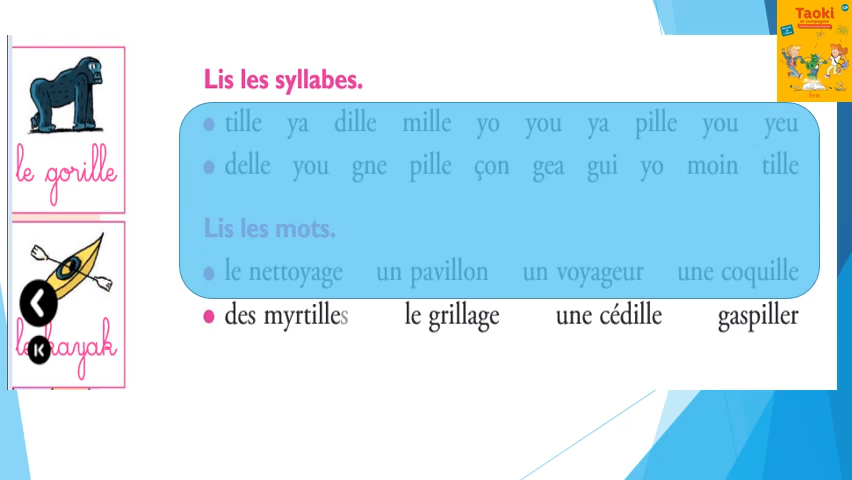 Taoki
et compagnie
Lis les syllabes.
tille ya dille mille yo you ya pille you yeu
delle you gne pille çon gea gui yo moin tille
Lis les mots.
le nettoyage un pavillon un voyageur une coquille
des myrtilles le grillage une cédille gaspiller
le gorille
le kayak